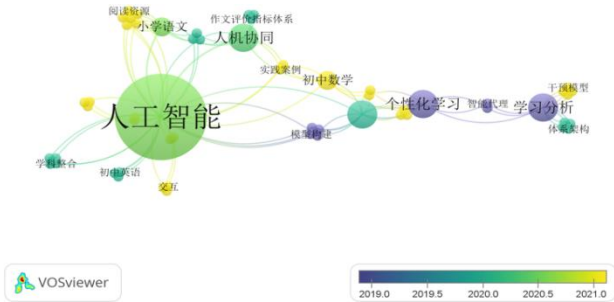 阅读资源
作文评价指标体系
小学语文
人机协同
实践案例
初中数学
干预模型
个性化学习
智能代理
学习分析
人工智能
体系架构
模型构建
学科整合
初中英语
交互
VOSviewer
2019.0 2019.5 2020.0 2020.5 2021.0